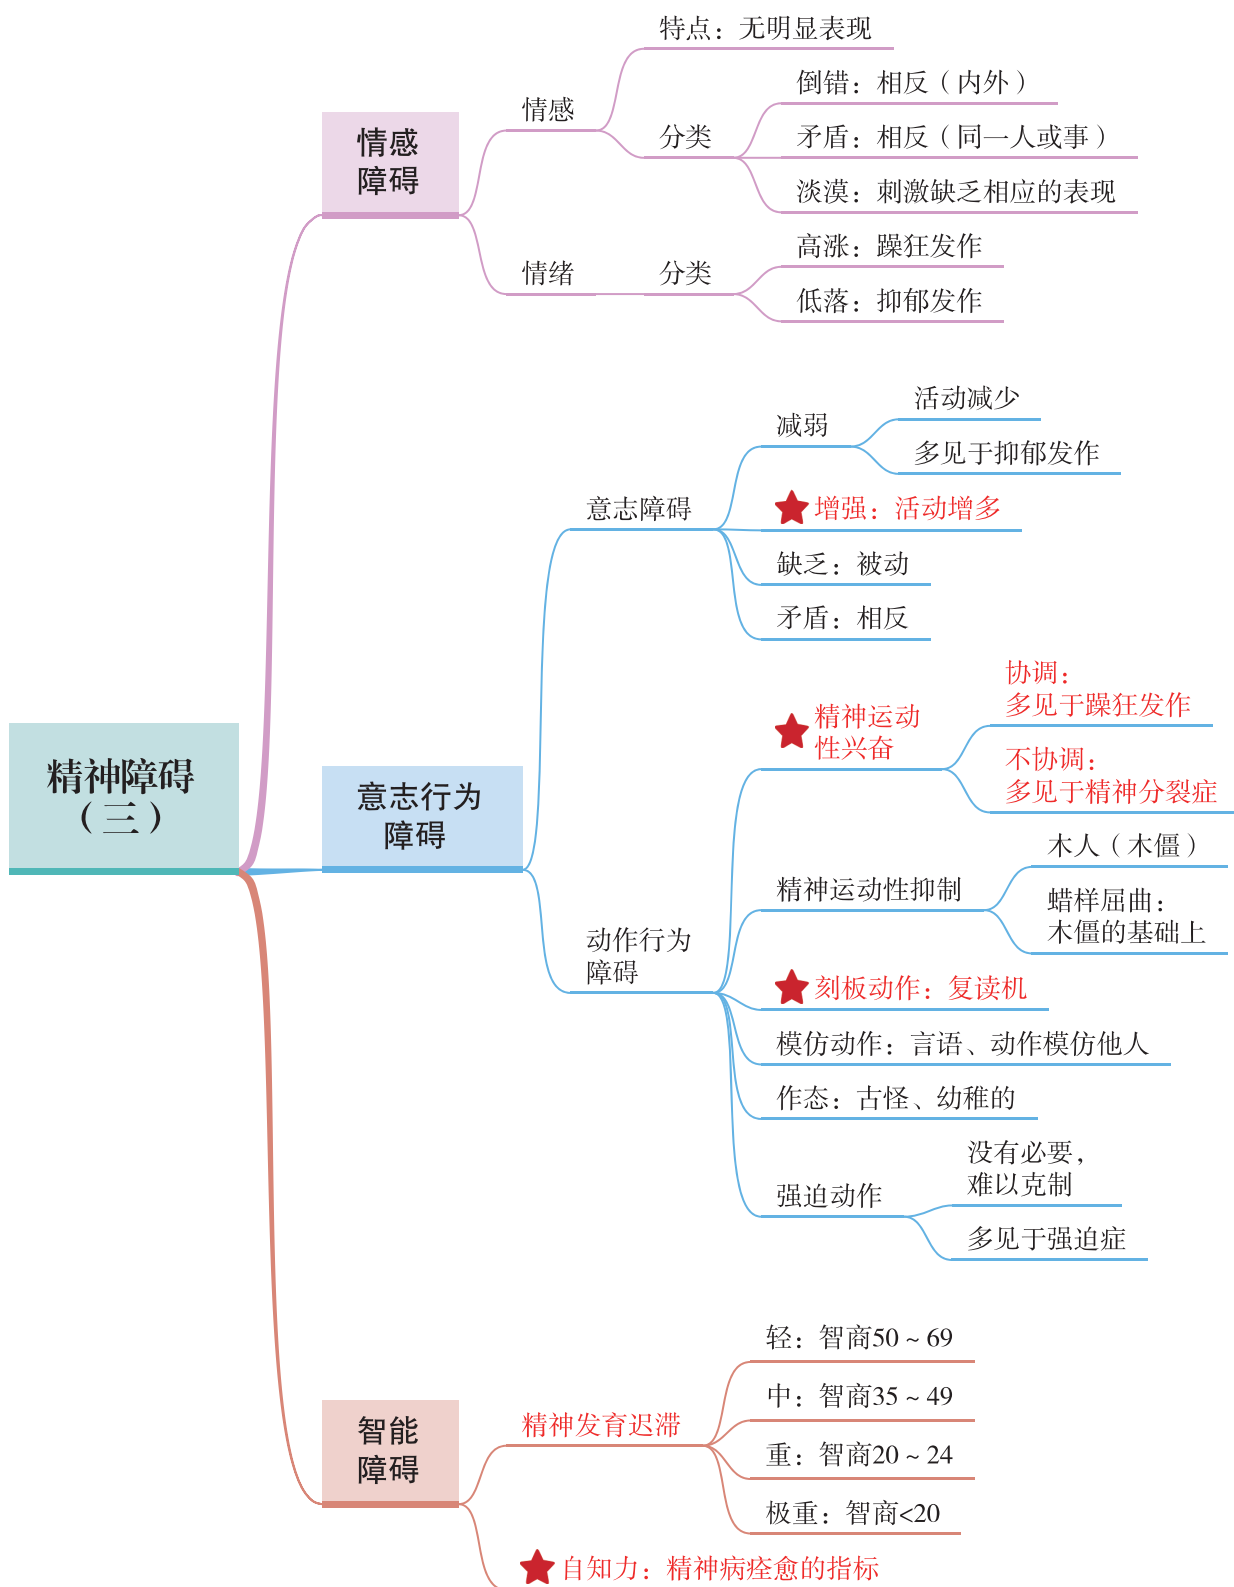 精神障碍
（三）
情感
障碍
情感
特点：无明显表现
分类
倒错：相反（内外）
矛盾：相反（同一人或事）
淡漠：刺激缺乏相应的表现
情绪
分类
高涨：躁狂发作
低落：抑郁发作
意志行为
障碍
意志障碍
减弱
活动减少
多见于抑郁发作
增强：活动增多
缺乏：被动
矛盾：相反
动作行为
障碍
精神运动
性兴奋
协调：
多见于躁狂发作
不协调：
多见于精神分裂症
精神运动性抑制
木人（木僵）
蜡样屈曲：
木僵的基础上
刻板动作：复读机
模仿动作：言语、动作模仿他人
作态：古怪、幼稚的
强迫动作
没有必要，
难以克制
多见于强迫症
智能
障碍
精神发育迟滞
轻：智商50～69
中：智商35～49
重：智商20～24
极重：智商<20
自知力：精神病痊愈的指标